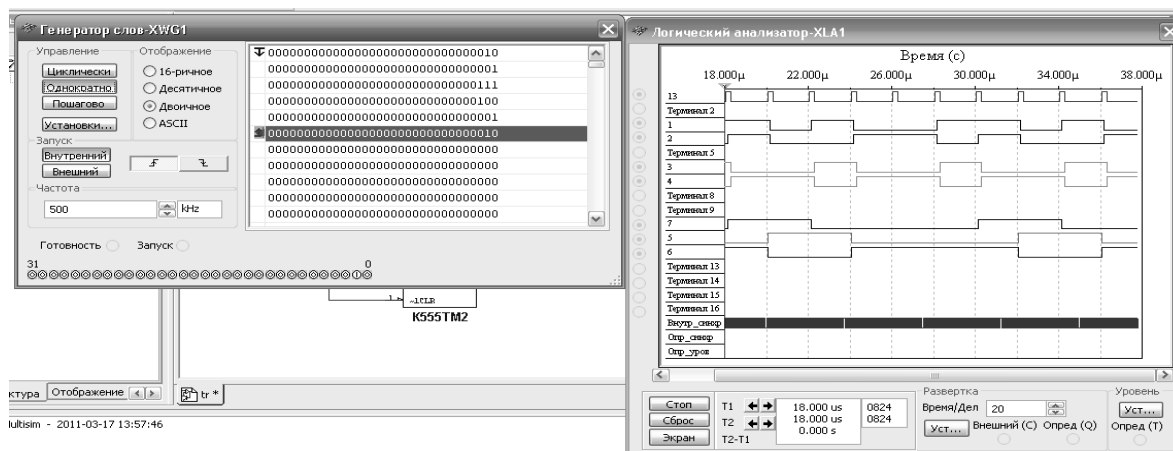 Генератор слов-XWG1
Управление
Циклически
Однократно
Пошагово
Установки...
Отображение
16-ричное
Десятичное
Двоичное
ASCII
Запуск
Внутренний
Внешний
Частота
500 kHz
Готовность Запуск
31 0
00000000000000000000000000000010
00000000000000000000000000000001
00000000000000000000000000000111
00000000000000000000000000000100
00000000000000000000000000000001
00000000000000000000000000000010
00000000000000000000000000000000
00000000000000000000000000000000
00000000000000000000000000000000
00000000000000000000000000000000
00000000000000000000000000000000
1 ~1CLR
К555ТМ2
ктура Отображение
tr *
ultisim - 2011-03-17 13:57:46
Логический анализатор-XLA1
Время (с)
18.000µ 22.000µ 26.000µ 30.000µ 34.000µ 38.000µ
13
Терминал 2
1
2
Терминал 5
3
4
Терминал 8
Терминал 9
7
5
6
Терминал 13
Терминал 14
Терминал 15
Терминал 16
Внутр_синхр
Опр_синхр
Опр_уров
Стоп
Сброс
Экран
T1 18.000 us 0824
T2 18.000 us 0824
T2-T1 0.000 s
Развертка
Время/Дел 20
Уст... Внешний (C) Опред (Q)
Уровень
Уст...
Опред (T)